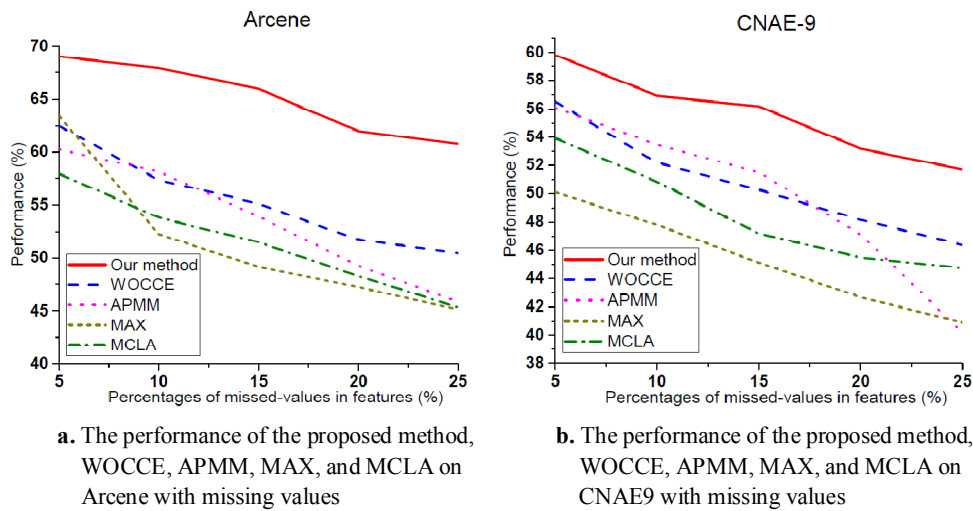 Arcene
70
65
60
55
50
45
40
Performance (%)
Our method
WOCCE
APMM
MAX
MCLA
5 10 15 20 25
Percentages of missed-values in features (%)
a. The performance of the proposed method,
WOCCE, APMM, MAX, and MCLA on
Arcene with missing values
CNAE-9
60
58
56
54
52
50
48
46
44
42
40
38
Performance (%)
Our method
WOCCE
APMM
MAX
MCLA
5 10 15 20 25
Percentages of missed-values in features (%)
b. The performance of the proposed method,
WOCCE, APMM, MAX, and MCLA on
CNAE9 with missing values